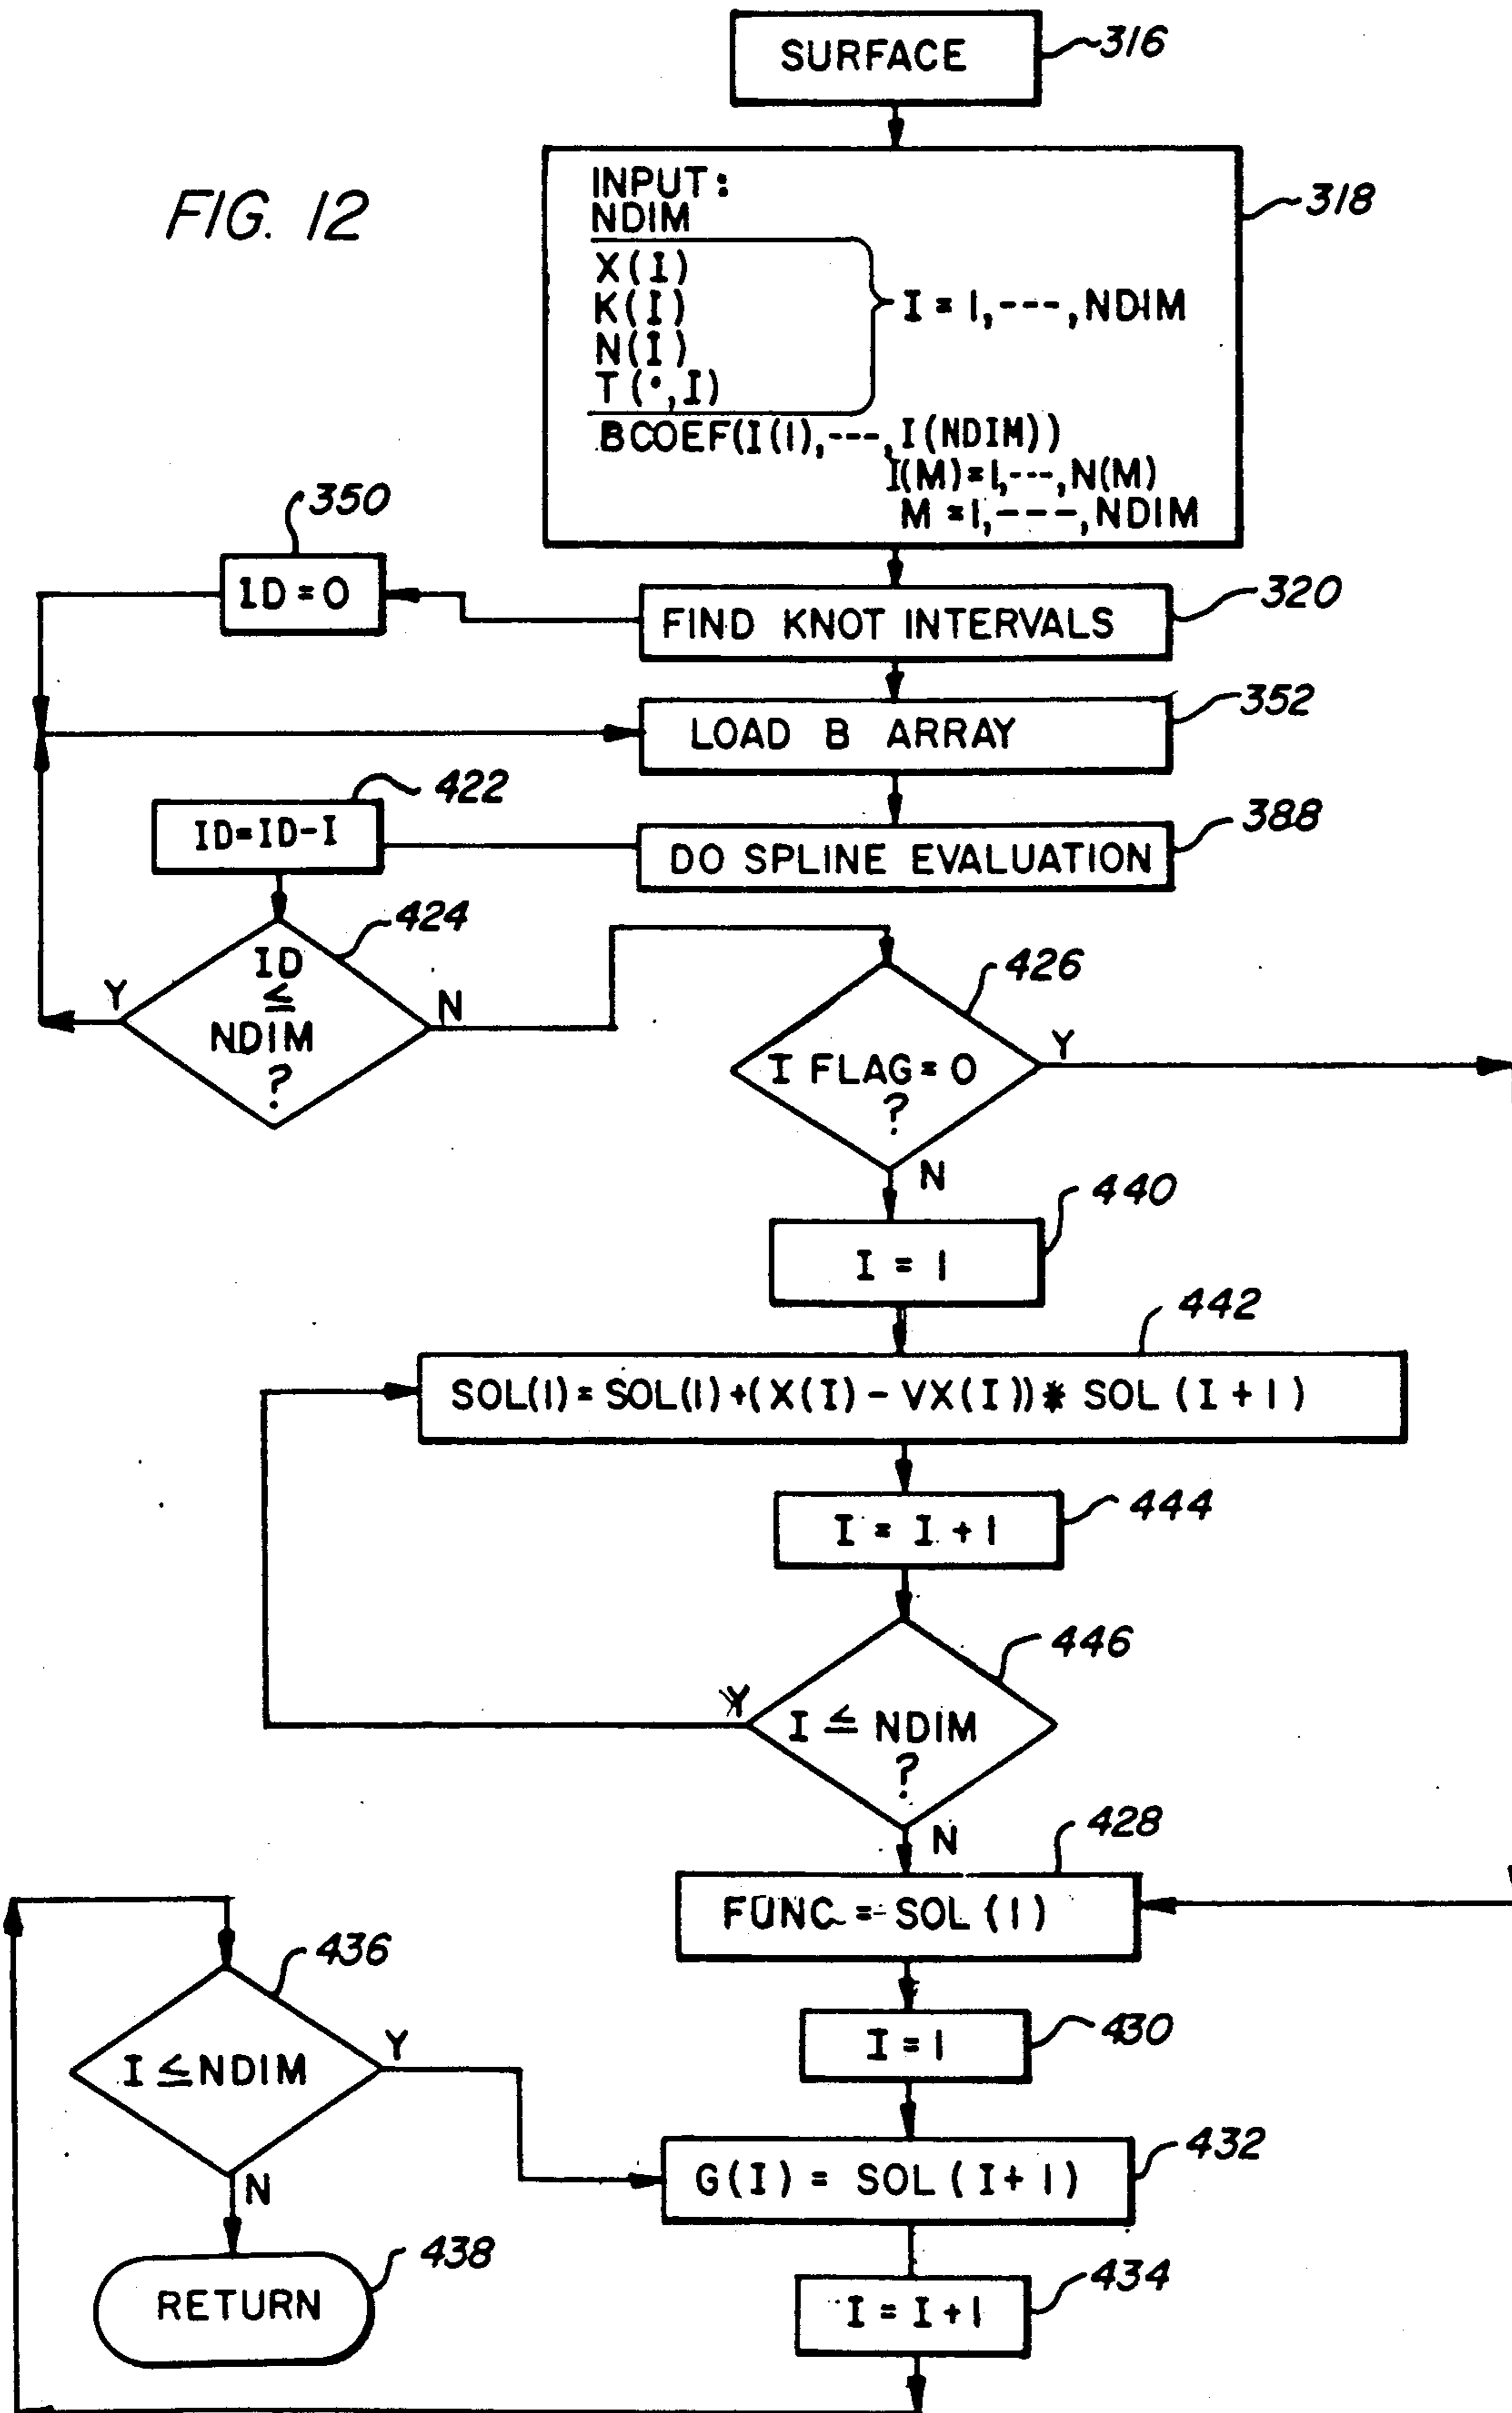 FIG. 12
SURFACE
316
INPUT:
NDIM
X(I)
K(I)
N(I)
T(•,I)
I = 1,---,NDIM
BCOEF(I(1),---,I(NDIM))
I(M)=1,---,N(M)
M =1,---,NDIM
318
350
ID = 0
FIND KNOT INTERVALS
320
LOAD B ARRAY
352
422
ID=ID-I
DO SPLINE EVALUATION
388
424
ID
≤
NDIM
?
Y
N
426
I FLAG = 0
?
Y
N
440
I = 1
442
SOL(1)= SOL(1)+(X(I)- VX(I))* SOL (I + 1)
444
I = I + 1
446
I ≤ NDIM
?
Y
N
428
FUNC = SOL (1)
436
I ≤ NDIM
Y
N
430
I = 1
432
G(I) = SOL (I+ 1)
438
RETURN
434
I = I +1